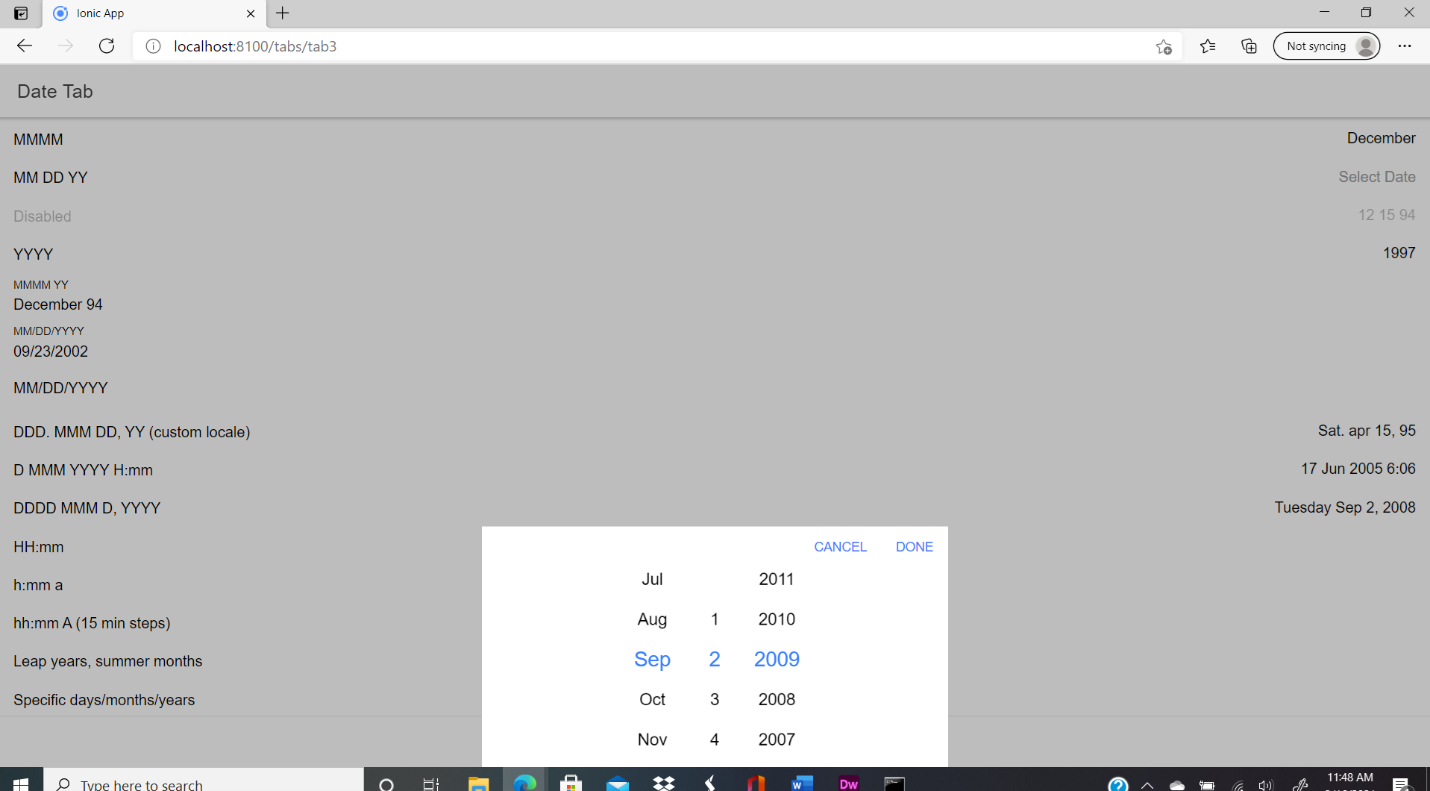 Ionic App
localhost:8100/tabs/tab3
Not syncing
Date Tab
MMMM December
MM DD YY Select Date
Disabled 12 15 94
YYYY 1997
MMMM YY
December 94
MM/DD/YYYY
09/23/2002
MM/DD/YYYY
DDD. MMM DD, YY (custom locale) Sat. apr 15, 95
D MMM YYYY H:mm 17 Jun 2005 6:06
DDDD MMM D, YYYY Tuesday Sep 2, 2008
HH:mm
h:mm a
hh:mm A (15 min steps)
Leap years, summer months
Specific days/months/years
CANCEL DONE
Jul 2011
Aug 1 2010
Sep 2 2009
Oct 3 2008
Nov 4 2007
Type here to search
W
Dw
11:48 AM